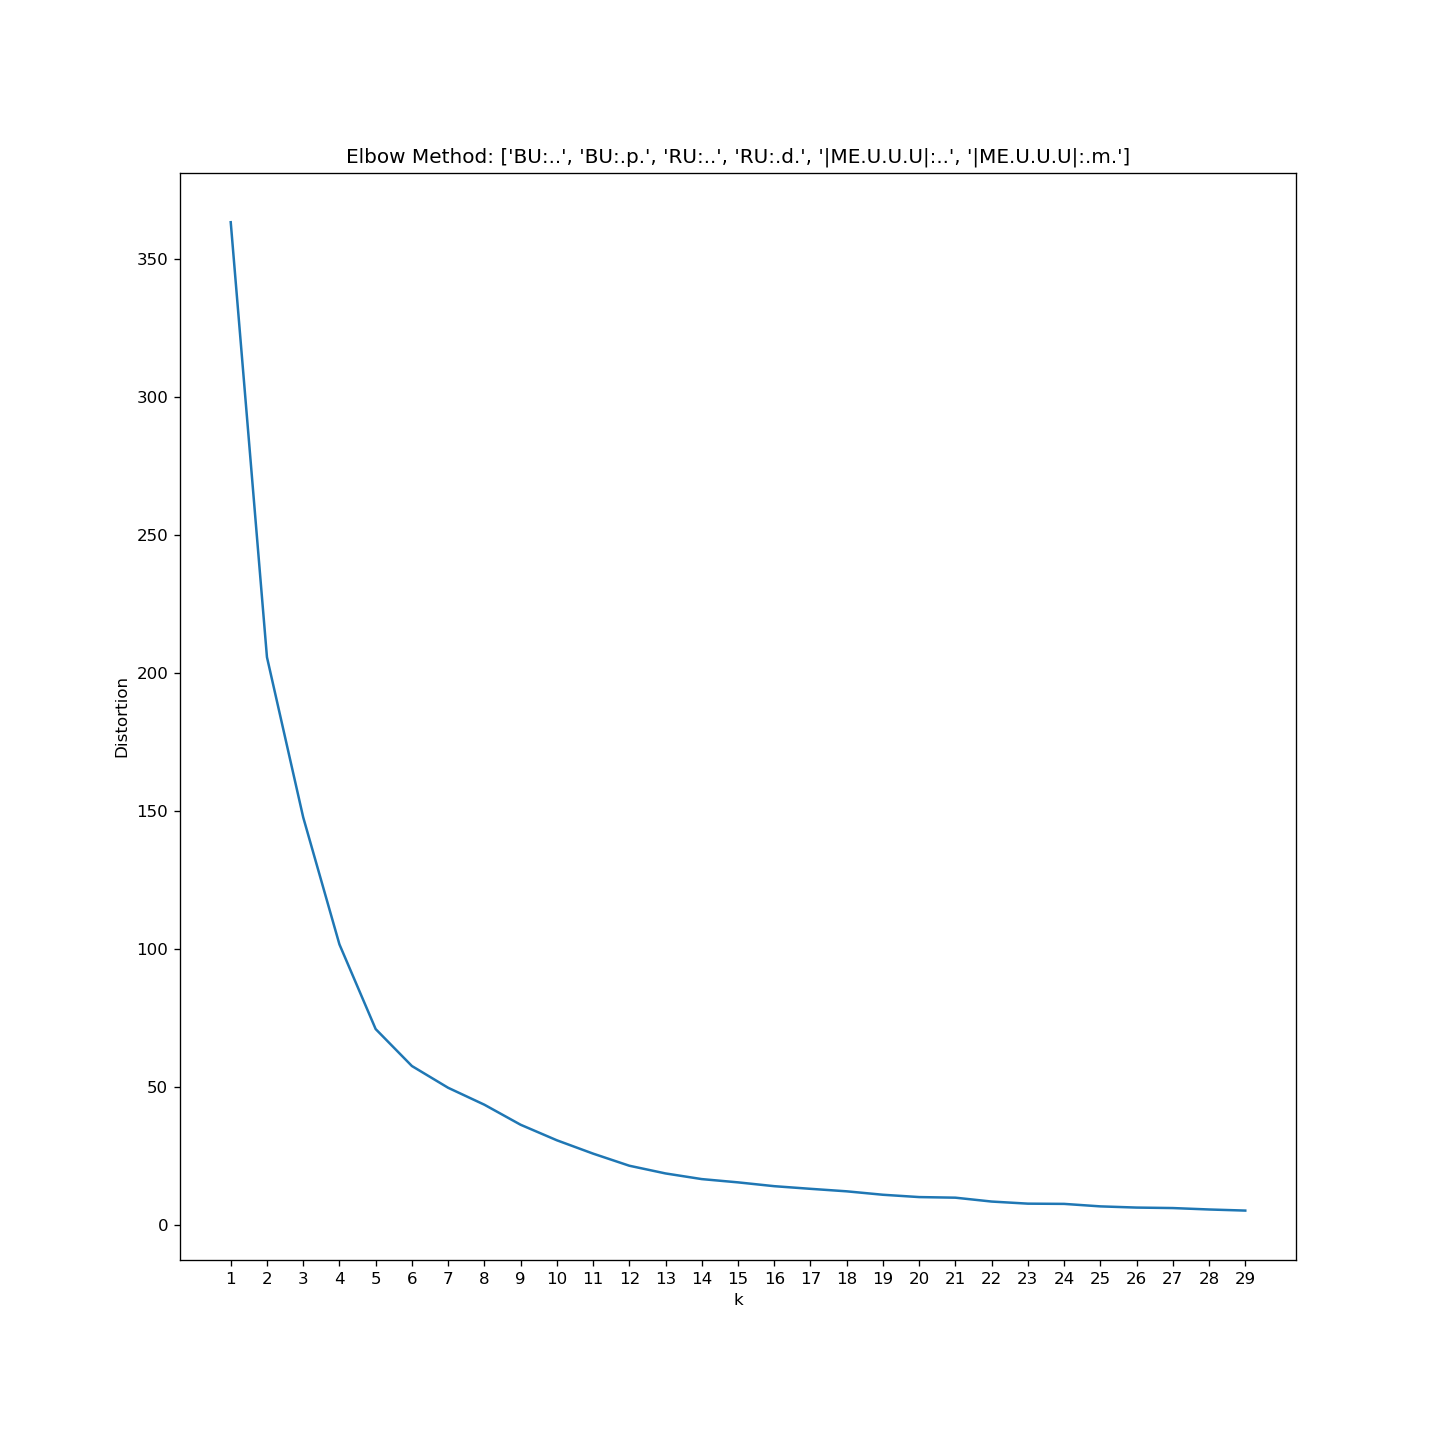 Elbow Method: ['BU:..', 'BU:.p.', 'RU:..', 'RU:.d.', '|ME.U.U.U|:..', '|ME.U.U.U|:.m.']
350
300
250
200
150
100
50
0
Distortion
1 2 3 4 5 6 7 8 9 10 11 12 13 14 15 16 17 18 19 20 21 22 23 24 25 26 27 28 29
k